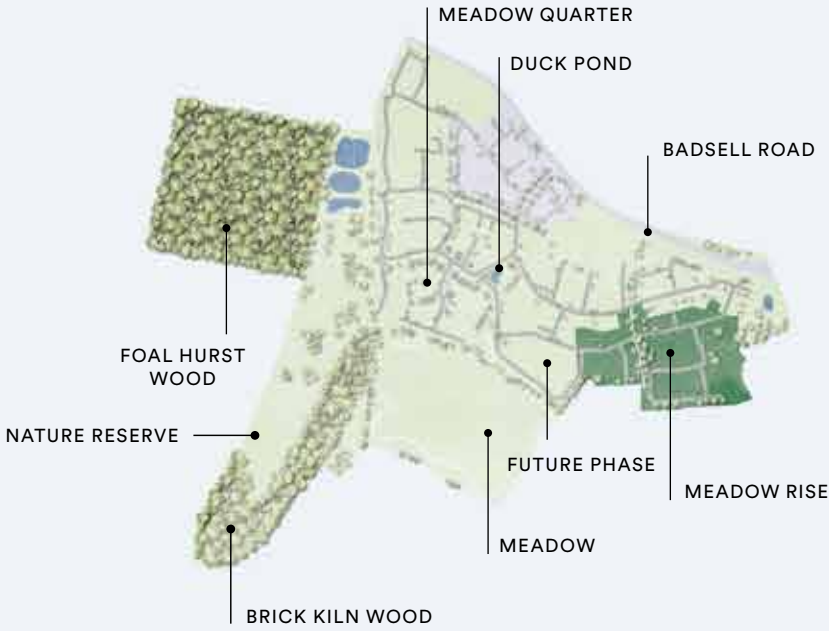 MEADOW QUARTER
DUCK POND
BADSELL ROAD
FOAL HURST
WOOD
NATURE RESERVE
FUTURE PHASE
MEADOW RISE
MEADOW
BRICK KILN WOOD